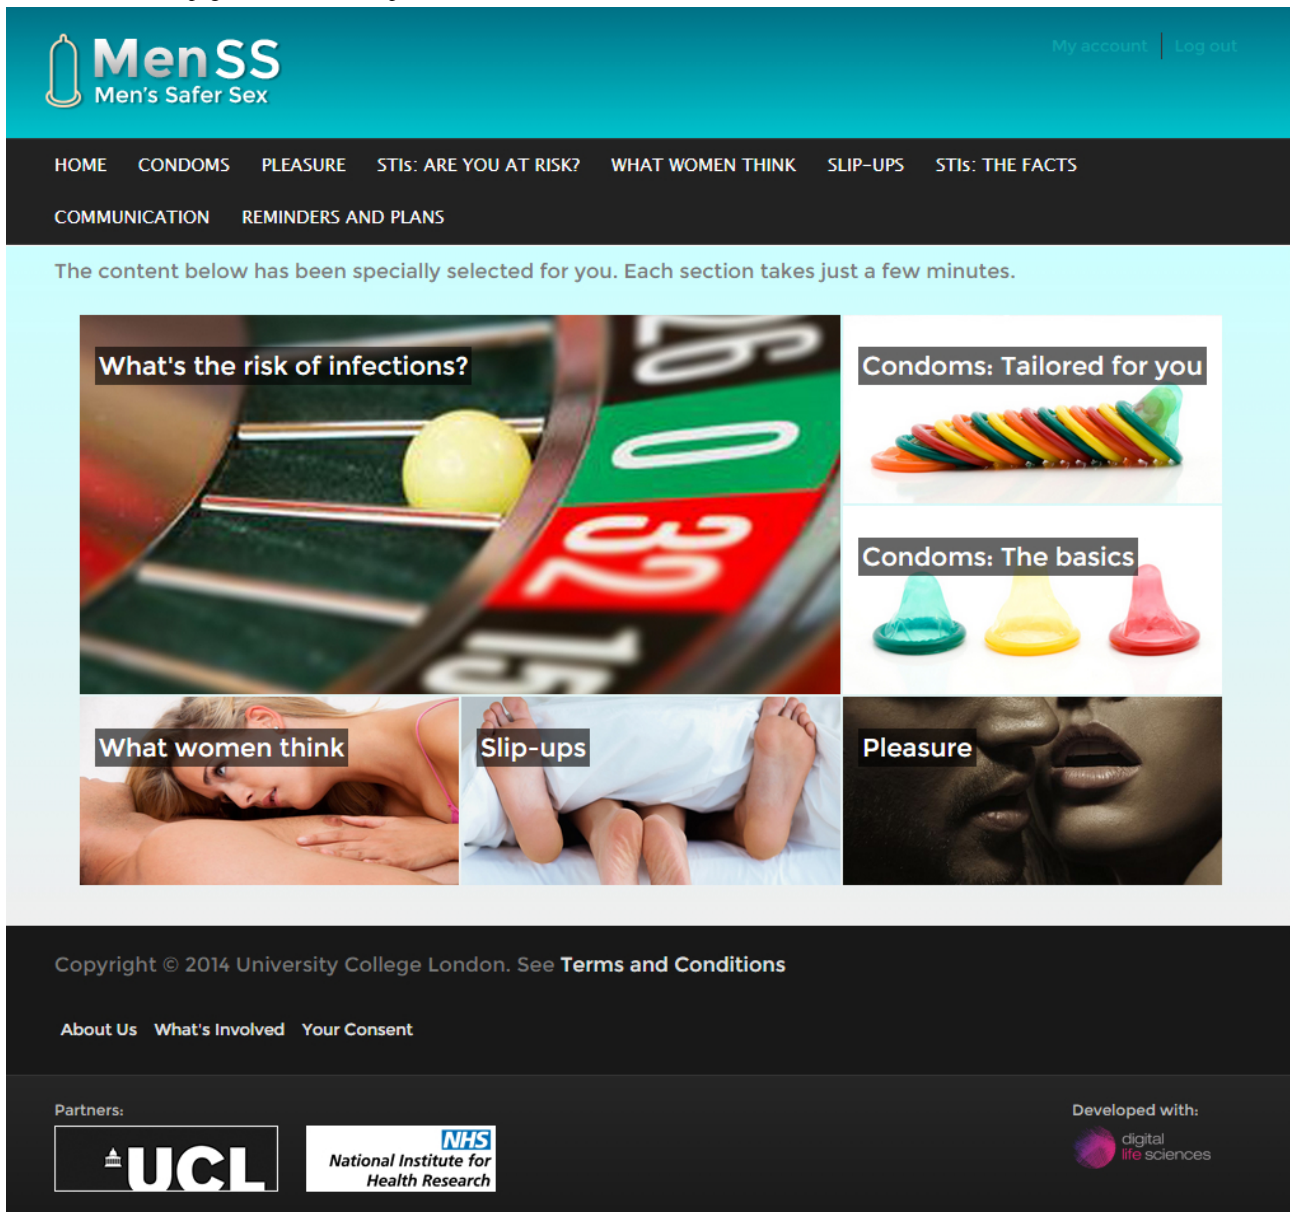 MenSS
Men's Safer Sex
My account Log out
HOME CONDOMS PLEASURE STIs: ARE YOU AT RISK? WHAT WOMEN THINK SLIP-UPS STIs: THE FACTS
COMMUNICATION REMINDERS AND PLANS
The content below has been specially selected for you. Each section takes just a few minutes.
What's the risk of infections?
26
0
32
15
Condoms: Tailored for you
Condoms: The basics
What women think
Slip-ups
Pleasure
Copyright © 2014 University College London. See Terms and Conditions
About Us What's Involved Your Consent
Partners:
UCL
NHS
National Institute for
Health Research
Developed with:
digital
life sciences